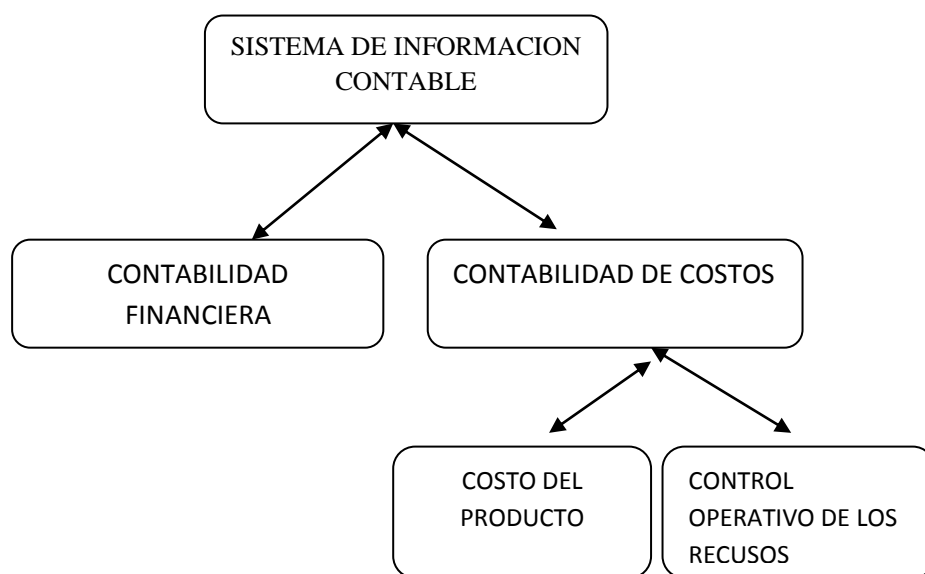 SISTEMA DE INFORMACION
CONTABLE
CONTABILIDAD
FINANCIERA
CONTABILIDAD DE COSTOS
COSTO DEL
PRODUCTO
CONTROL
OPERATIVO DE LOS
RECUSOS